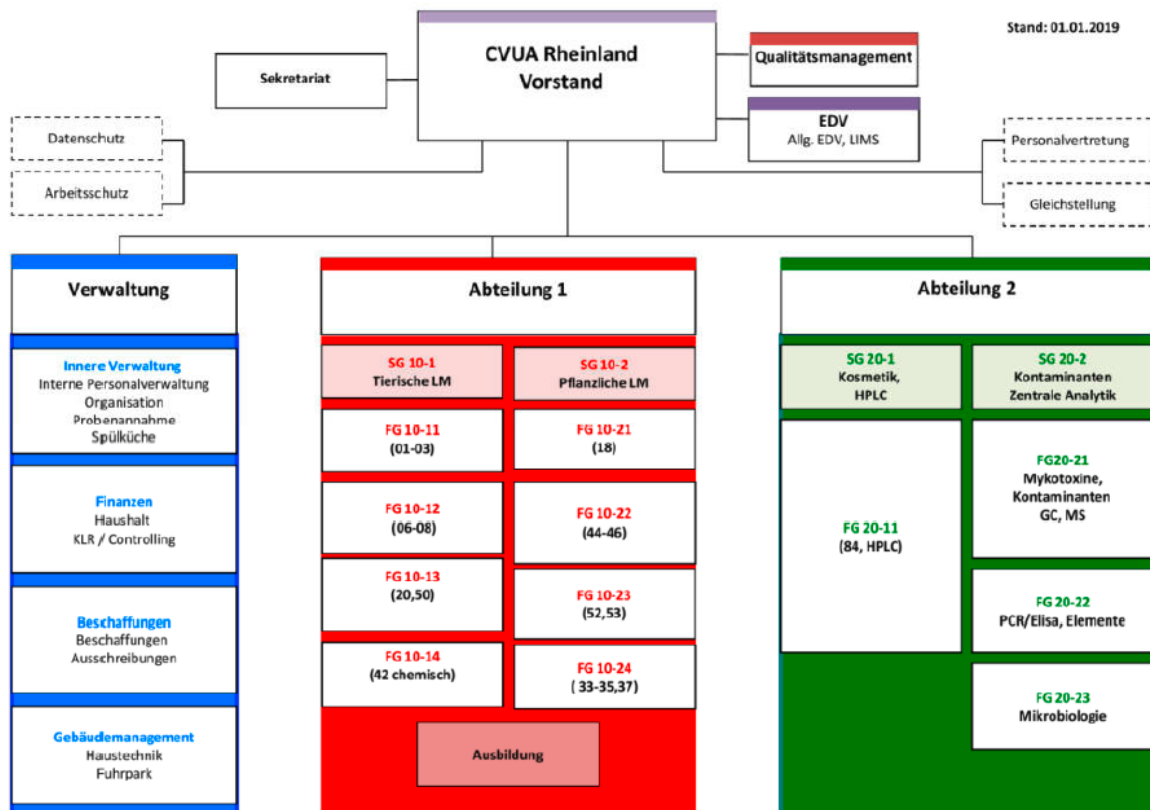 Stand: 01.01.2019
CVUA Rheinland
Vorstand
Sekretariat
Qualitätsmanagement
EDV
Allg. EDV, LIMS
Datenschutz
Arbeitsschutz
Personalvertretung
Gleichstellung
Verwaltung
Innere Verwaltung
Interne Personalverwaltung
Organisation
Probenannahme
Spülküche
Finanzen
Haushalt
KLR / Controlling
Beschaffungen
Beschaffungen
Ausschreibungen
Gebäudemanagement
Haustechnik
Fuhrpark
Abteilung 1
SG 10-1
Tierische LM
FG 10-11
(01-03)
FG 10-12
(06-08)
FG 10-13
(20,50)
FG 10-14
(42 chemisch)
SG 10-2
Pflanzliche LM
FG 10-21
(18)
FG 10-22
(44-46)
FG 10-23
(52,53)
FG 10-24
( 33-35,37)
Ausbildung
Abteilung 2
SG 20-1
Kosmetik,
HPLC
FG 20-11
(84, HPLC)
SG 20-2
Kontaminanten
Zentrale Analytik
FG20-21
Mykotoxine,
Kontaminanten
GC, MS
FG 20-22
PCR/Elisa, Elemente
FG 20-23
Mikrobiologie